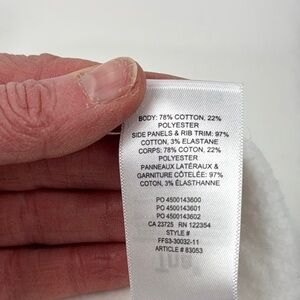 BODY: 78% COTTON, 22%
POLYESTER
SIDE PANELS & RIB TRIM: 97%
COTTON, 3% ELASTANE
CORPS: 78% COTON, 22%
POLYESTER
PANNEAUX LATÉRAUX &
GARNITURE CÔTELÉE: 97%
COTON, 3% ÉLASTHANNE
PO 4500143600
PO 4500143601
PO 4500143602
CA 23725 RN 122354
STYLE #
FFS3-30032-11
ARTICLE # 83053